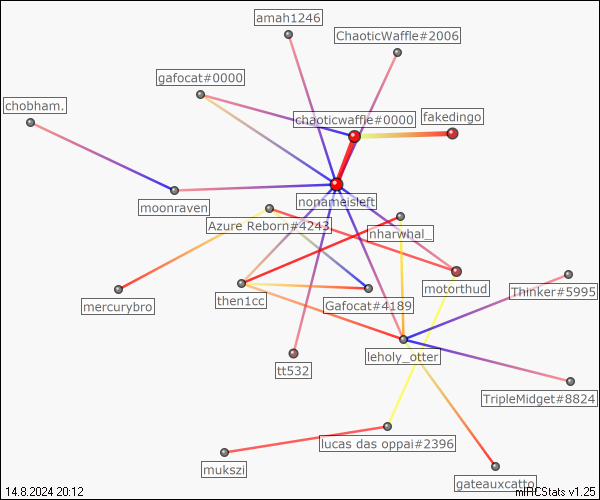 amah1246
ChaoticWaffle#2006
gafocat#0000
chobham.
chaoticwaffle#0000
fakedingo
nonameisleft
moonraven
Azure Reborn#4243
nharwhal_
motorthud
Thinker#5995
mercurybro
then1cc
Gafocat#4189
leholy_otter
tt532
TripleMidget#8824
lucas das oppai#2396
mukszi
gateauxcatto
14.8.2024 20:12
mIRCStats v1.25